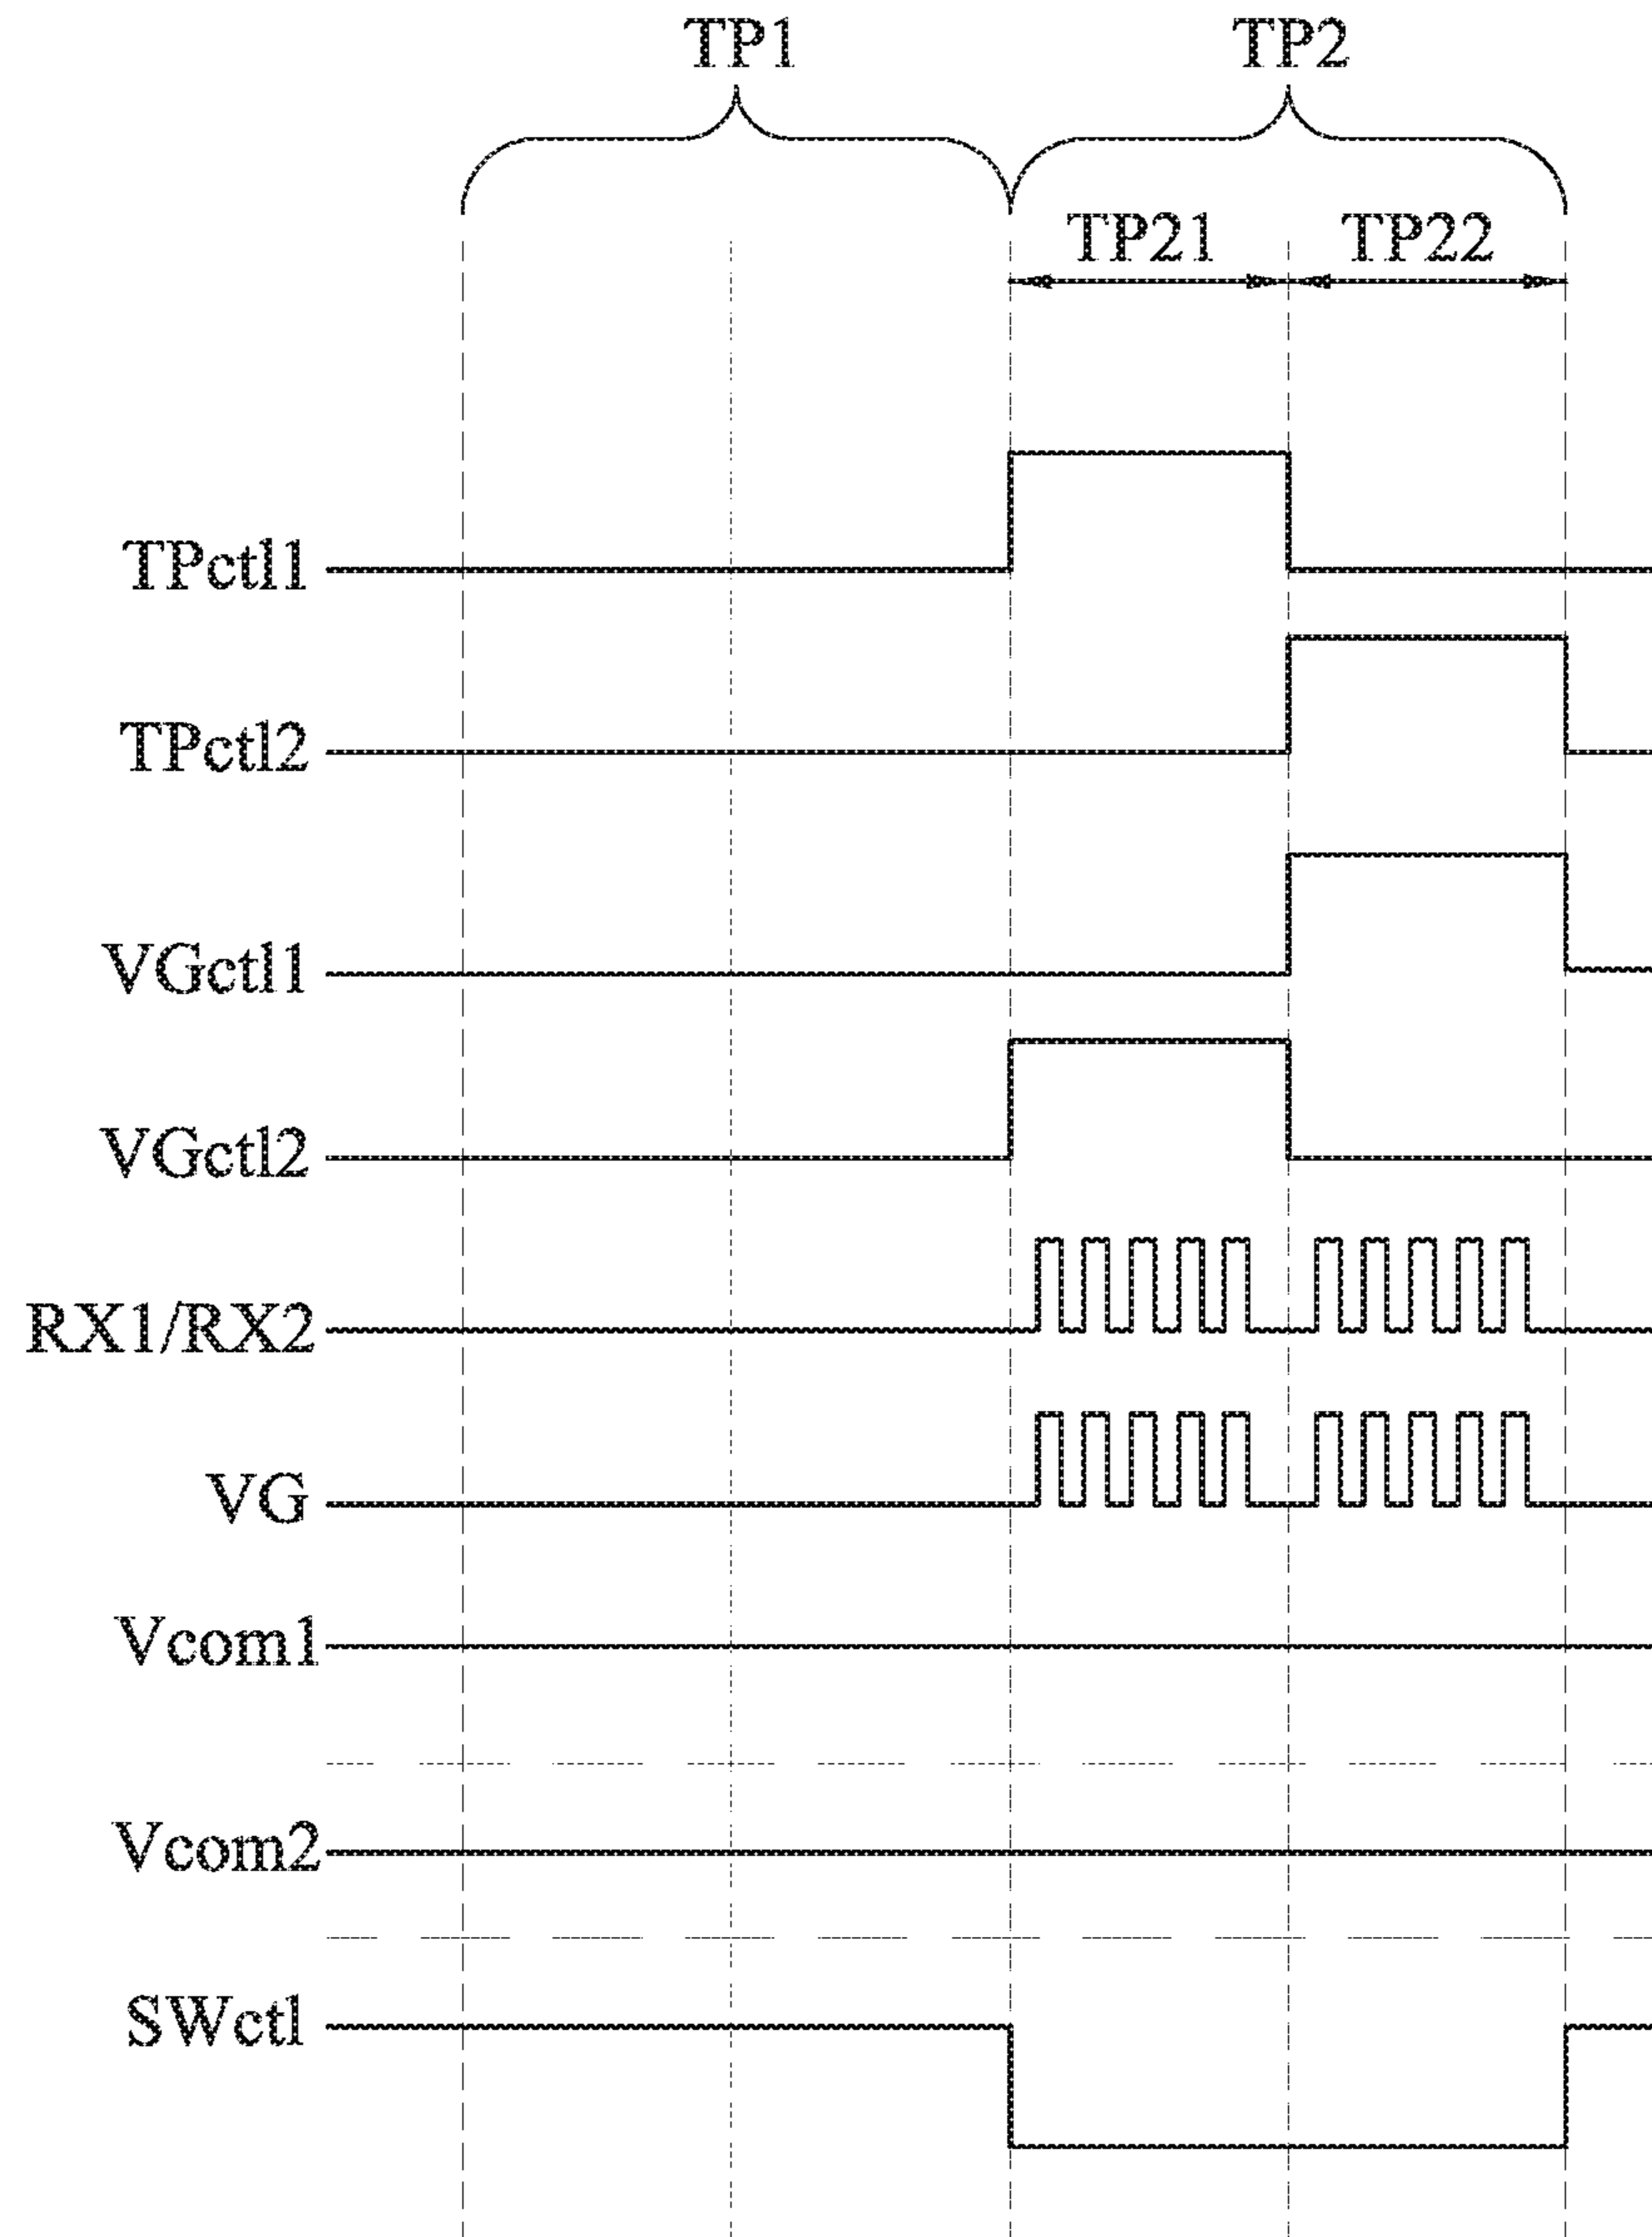 TP1 TP2
TP21 TP22
TPctl1
TPctl2
VGctl1
VGctl2
RX1/RX2
VG
Vcom1
Vcom2
SWctl